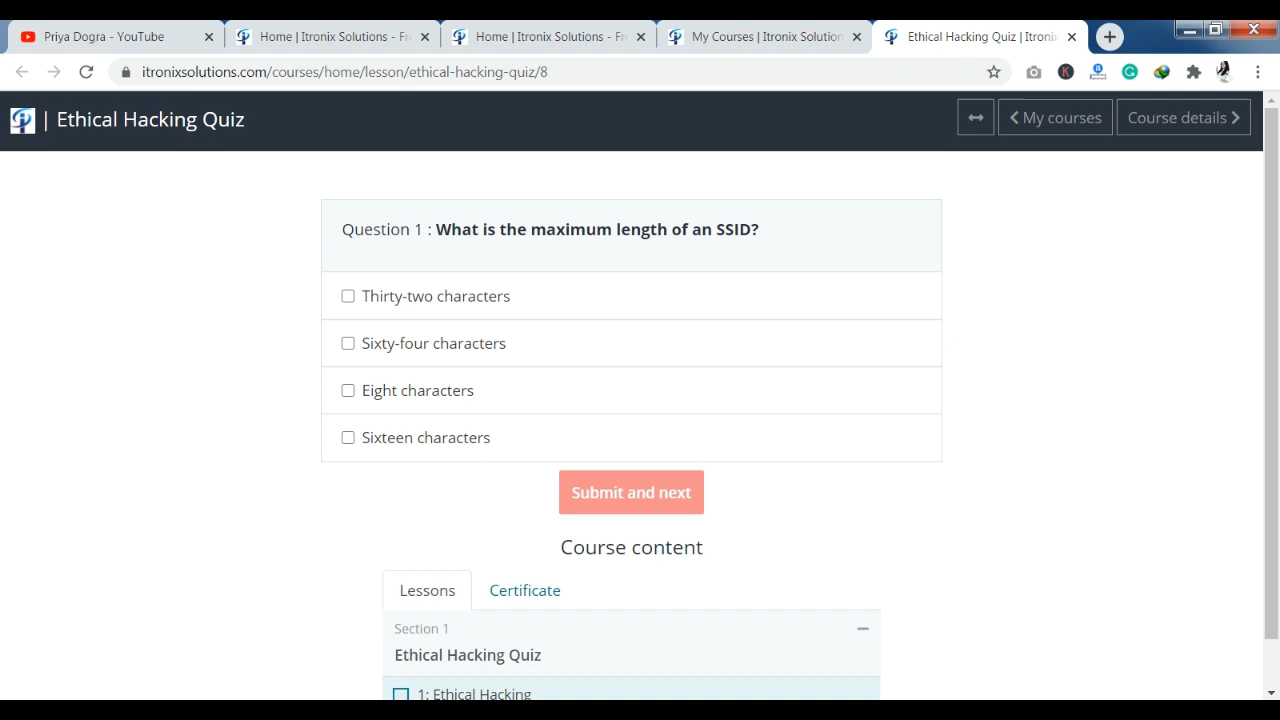 Priya Dogra - YouTube
Home | Itronix Solutions - Fr
Home | Itronix Solutions - Fr
My Courses | Itronix Solution
Ethical Hacking Quiz | Itronix
itronixsolutions.com/courses/home/lesson/ethical-hacking-quiz/8
| Ethical Hacking Quiz
My courses
Course details
Question 1 : What is the maximum length of an SSID?
Thirty-two characters
Sixty-four characters
Eight characters
Sixteen characters
Submit and next
Course content
Lessons
Certificate
Section 1
Ethical Hacking Quiz
1: Ethical Hacking